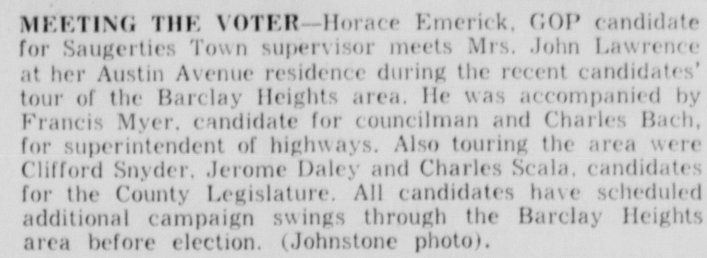 MEETING THE VOTER—Horace Emerick, GOP candidate
for Saugerties Town supervisor meets Mrs. John Lawrence
at her Austin Avenue residence during the recent candidates'
tour of the Barclay Heights area. He was accompanied by
Francis Myer, candidate for councilman and Charles Bach,
for superintendent of highways. Also touring the area were
Clifford Snyder, Jerome Daley and Charles Scala, candidates
for the County Legislature. All candidates have scheduled
additional campaign swings through the Barclay Heights
area before election. (Johnstone photo).